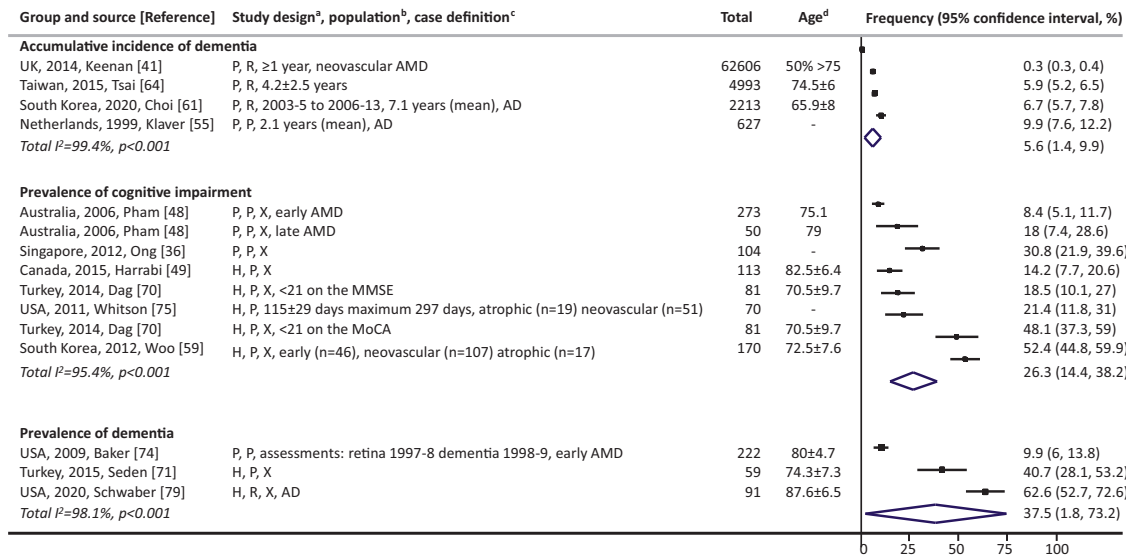 Group and source [Reference] Study designᵃ, populationᵇ, case definitionᶜ Total Ageᵈ Frequency (95% confidence interval, %)
Accumulative incidence of dementia
UK, 2014, Keenan [41] P, R, ≥1 year, neovascular AMD 62606 50% >75 0.3 (0.3, 0.4)
Taiwan, 2015, Tsai [64] P, R, 4.2±2.5 years 4993 74.5±6 5.9 (5.2, 6.5)
South Korea, 2020, Choi [61] P, R, 2003-5 to 2006-13, 7.1 years (mean), AD 2213 65.9±8 6.7 (5.7, 7.8)
Netherlands, 1999, Klaver [55] P, P, 2.1 years (mean), AD 627 - 9.9 (7.6, 12.2)
Total I²=99.4%, p<0.001 5.6 (1.4, 9.9)
Prevalence of cognitive impairment
Australia, 2006, Pham [48] P, P, X, early AMD 273 75.1 8.4 (5.1, 11.7)
Australia, 2006, Pham [48] P, P, X, late AMD 50 79 18 (7.4, 28.6)
Singapore, 2012, Ong [36] P, P, X 104 - 30.8 (21.9, 39.6)
Canada, 2015, Harrabi [49] H, P, X 113 82.5±6.4 14.2 (7.7, 20.6)
Turkey, 2014, Dag [70] H, P, X, <21 on the MMSE 81 70.5±9.7 18.5 (10.1, 27)
USA, 2011, Whitson [75] H, P, 115±29 days maximum 297 days, atrophic (n=19) neovascular (n=51) 70 - 21.4 (11.8, 31)
Turkey, 2014, Dag [70] H, P, X, <21 on the MoCA 81 70.5±9.7 48.1 (37.3, 59)
South Korea, 2012, Woo [59] H, P, X, early (n=46), neovascular (n=107) atrophic (n=17) 170 72.5±7.6 52.4 (44.8, 59.9)
Total I²=95.4%, p<0.001 26.3 (14.4, 38.2)
Prevalence of dementia
USA, 2009, Baker [74] P, P, assessments: retina 1997-8 dementia 1998-9, early AMD 222 80±4.7 9.9 (6, 13.8)
Turkey, 2015, Seden [71] H, P, X 59 74.3±7.3 40.7 (28.1, 53.2)
USA, 2020, Schwaber [79] H, R, X, AD 91 87.6±6.5 62.6 (52.7, 72.6)
Total I²=98.1%, p<0.001 37.5 (1.8, 73.2)
0 25 50 75 100